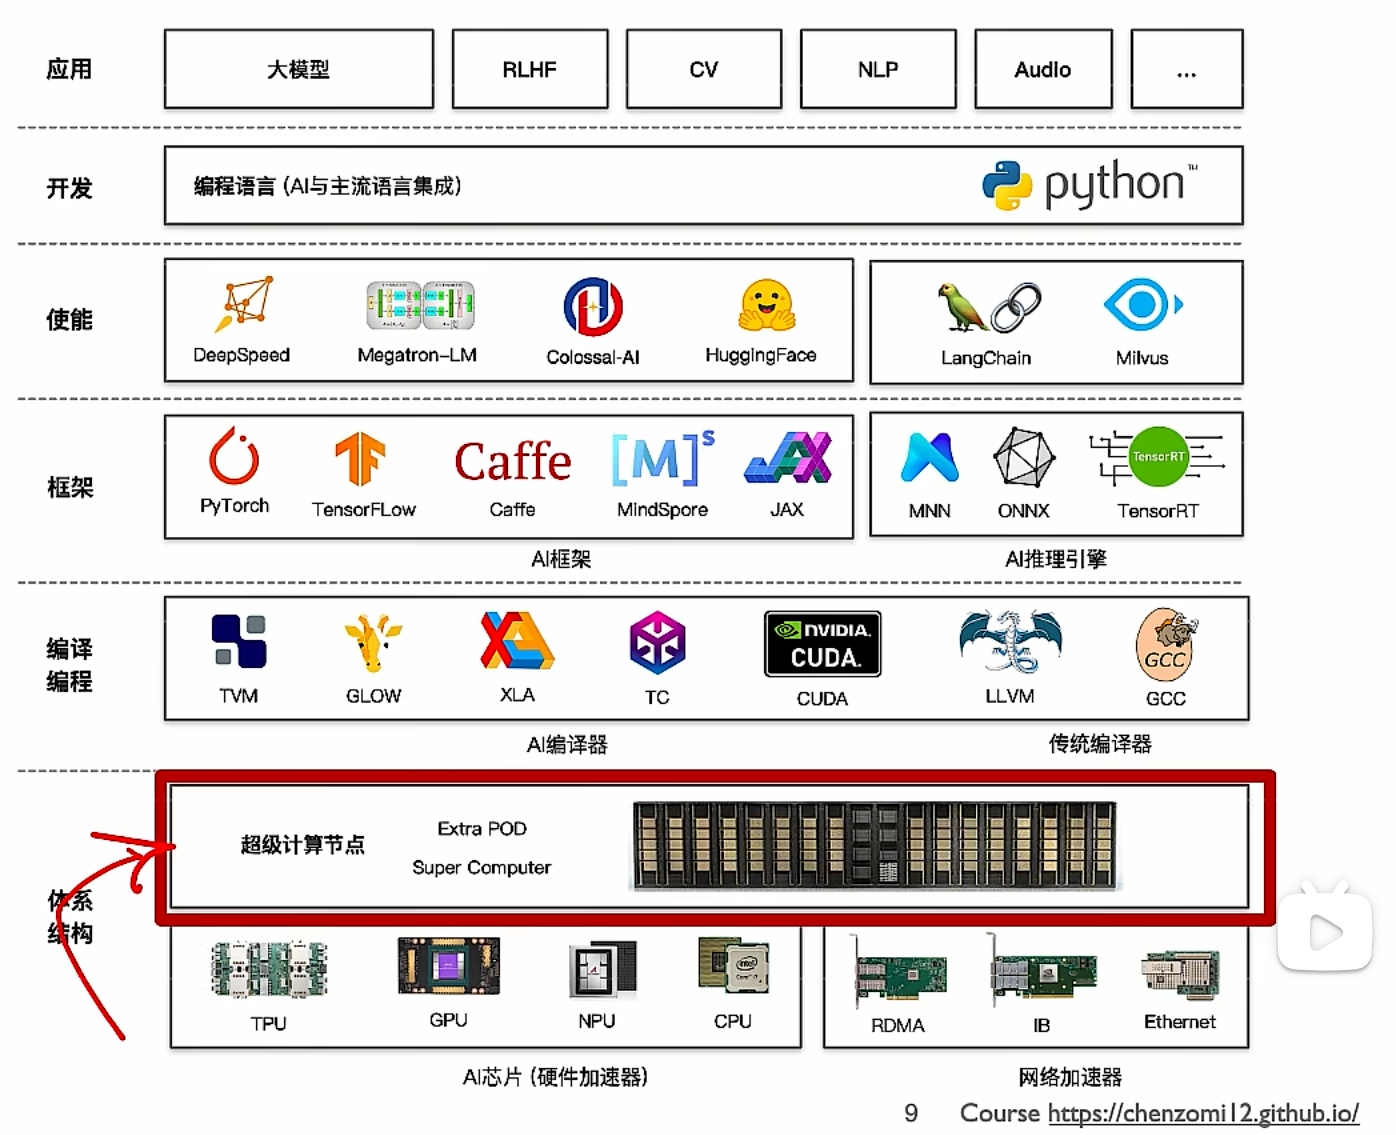 应用
大模型
RLHF
CV
NLP
Audio
...
开发
编程语言 (AI与主流语言集成)
python™
使能
DeepSpeed
Megatron-LM
Colossal-AI
HuggingFace
LangChain
Milvus
框架
Caffe
[M]s
JAX
TensorRT
PyTorch
TensorFLow
Caffe
MindSpore
JAX
MNN
ONNX
TensorRT
AI框架
AI推理引擎
编译
编程
NVIDIA.
CUDA.
GCC
TVM
GLOW
XLA
TC
CUDA
LLVM
GCC
AI编译器
传统编译器
体系
结构
超级计算节点
Extra POD
Super Computer
intel
TPU
GPU
NPU
CPU
RDMA
IB
Ethernet
AI芯片 (硬件加速器)
网络加速器
9
Course https://chenzomi12.github.io/